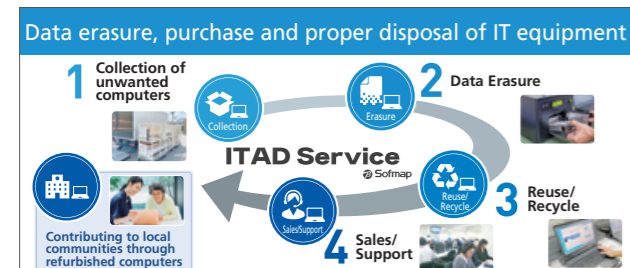 Data erasure, purchase and proper disposal of IT equipment
1
Collection of
unwanted
computers
Collection
2
Data Erasure
Erasure
ITAD Service
Sofmap
Reuse/
Recycle
3
Reuse/
Recycle
Sales/Support
4
Sales/
Support
Contributing to local
communities through
refurbished computers